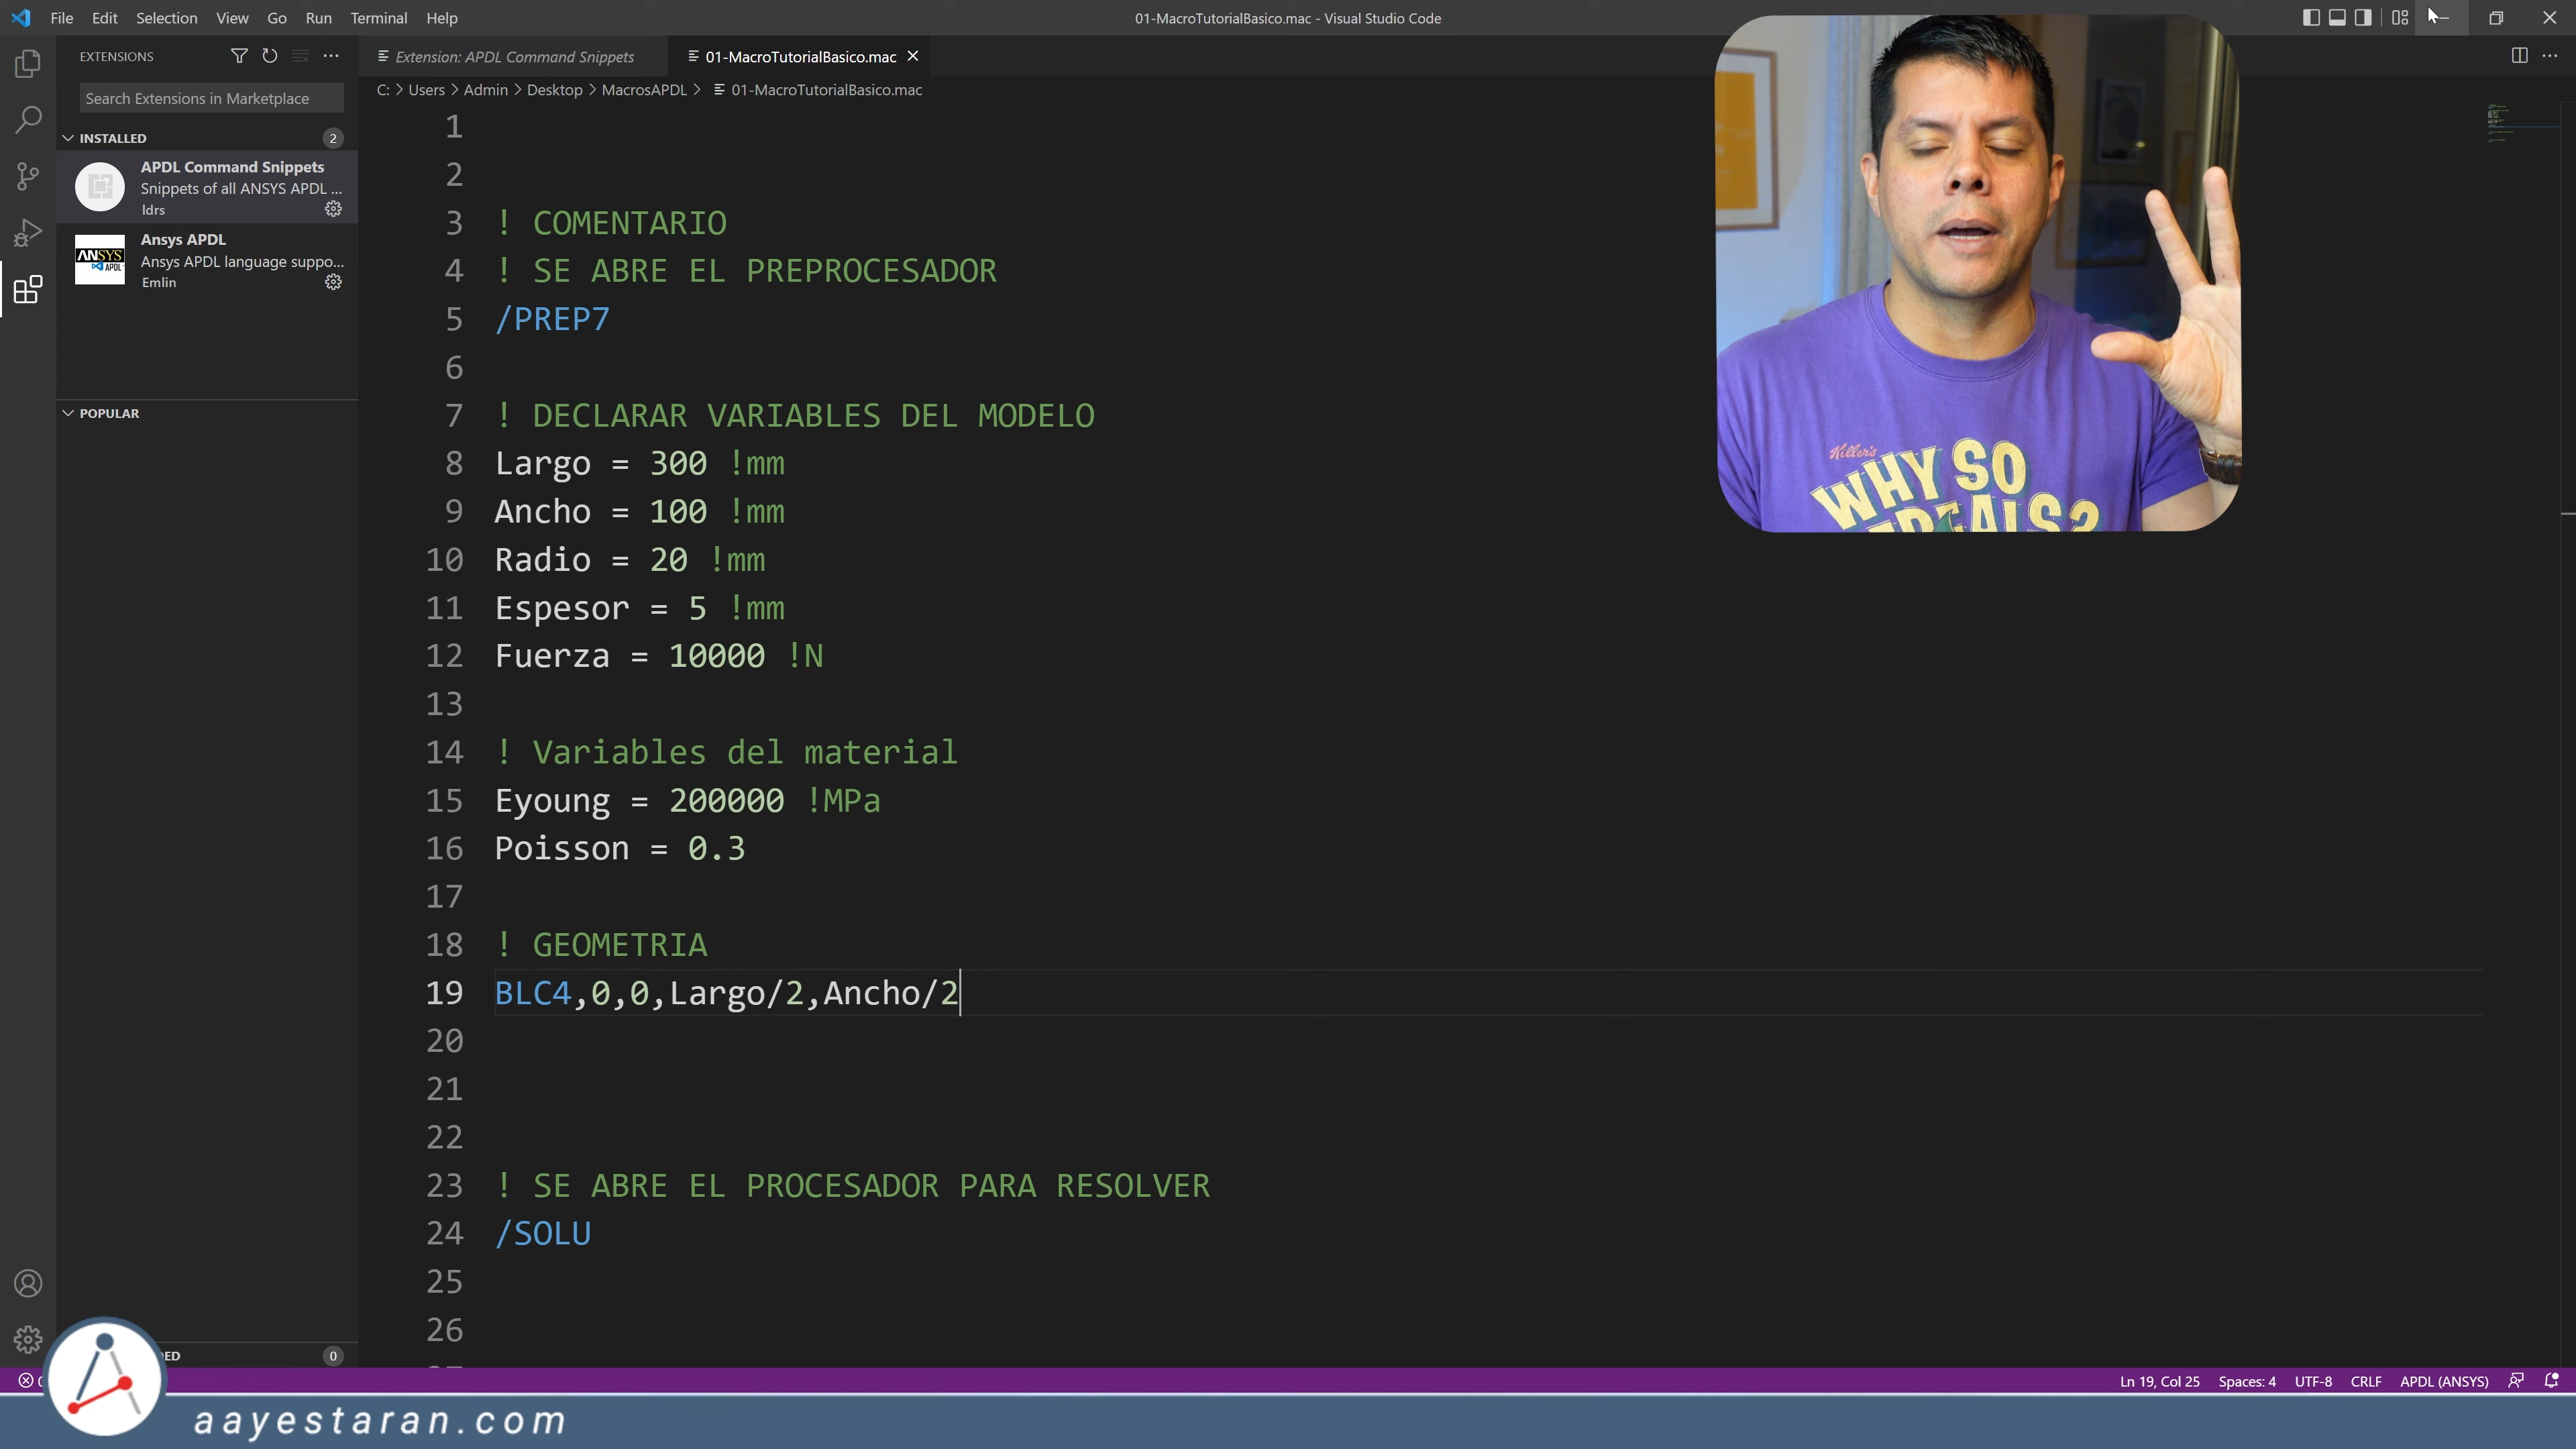 File Edit Selection View Go Run Terminal Help
01-MacroTutorialBasico.mac - Visual Studio Code
EXTENSIONS
Search Extensions in Marketplace
INSTALLED 2
APDL Command Snippets
Snippets of all ANSYS APDL ...
ldrs
ANSYS
APDL
Ansys APDL
Ansys APDL language suppo...
Emlin
POPULAR
DED 0
Extension: APDL Command Snippets
01-MacroTutorialBasico.mac
C: > Users > Admin > Desktop > MacrosAPDL > 01-MacroTutorialBasico.mac
1
2
3 ! COMENTARIO
4 ! SE ABRE EL PREPROCESADOR
5 /PREP7
6
7 ! DECLARAR VARIABLES DEL MODELO
8 Largo = 300 !mm
9 Ancho = 100 !mm
10 Radio = 20 !mm
11 Espesor = 5 !mm
12 Fuerza = 10000 !N
13
14 ! Variables del material
15 Eyoung = 200000 !MPa
16 Poisson = 0.3
17
18 ! GEOMETRIA
19 BLC4,0,0,Largo/2,Ancho/2
20
21
22
23 ! SE ABRE EL PROCESADOR PARA RESOLVER
24 /SOLU
25
26
Killer's
WHY SO
Ln 19, Col 25 Spaces: 4 UTF-8 CRLF APDL (ANSYS)
aayestaran.com